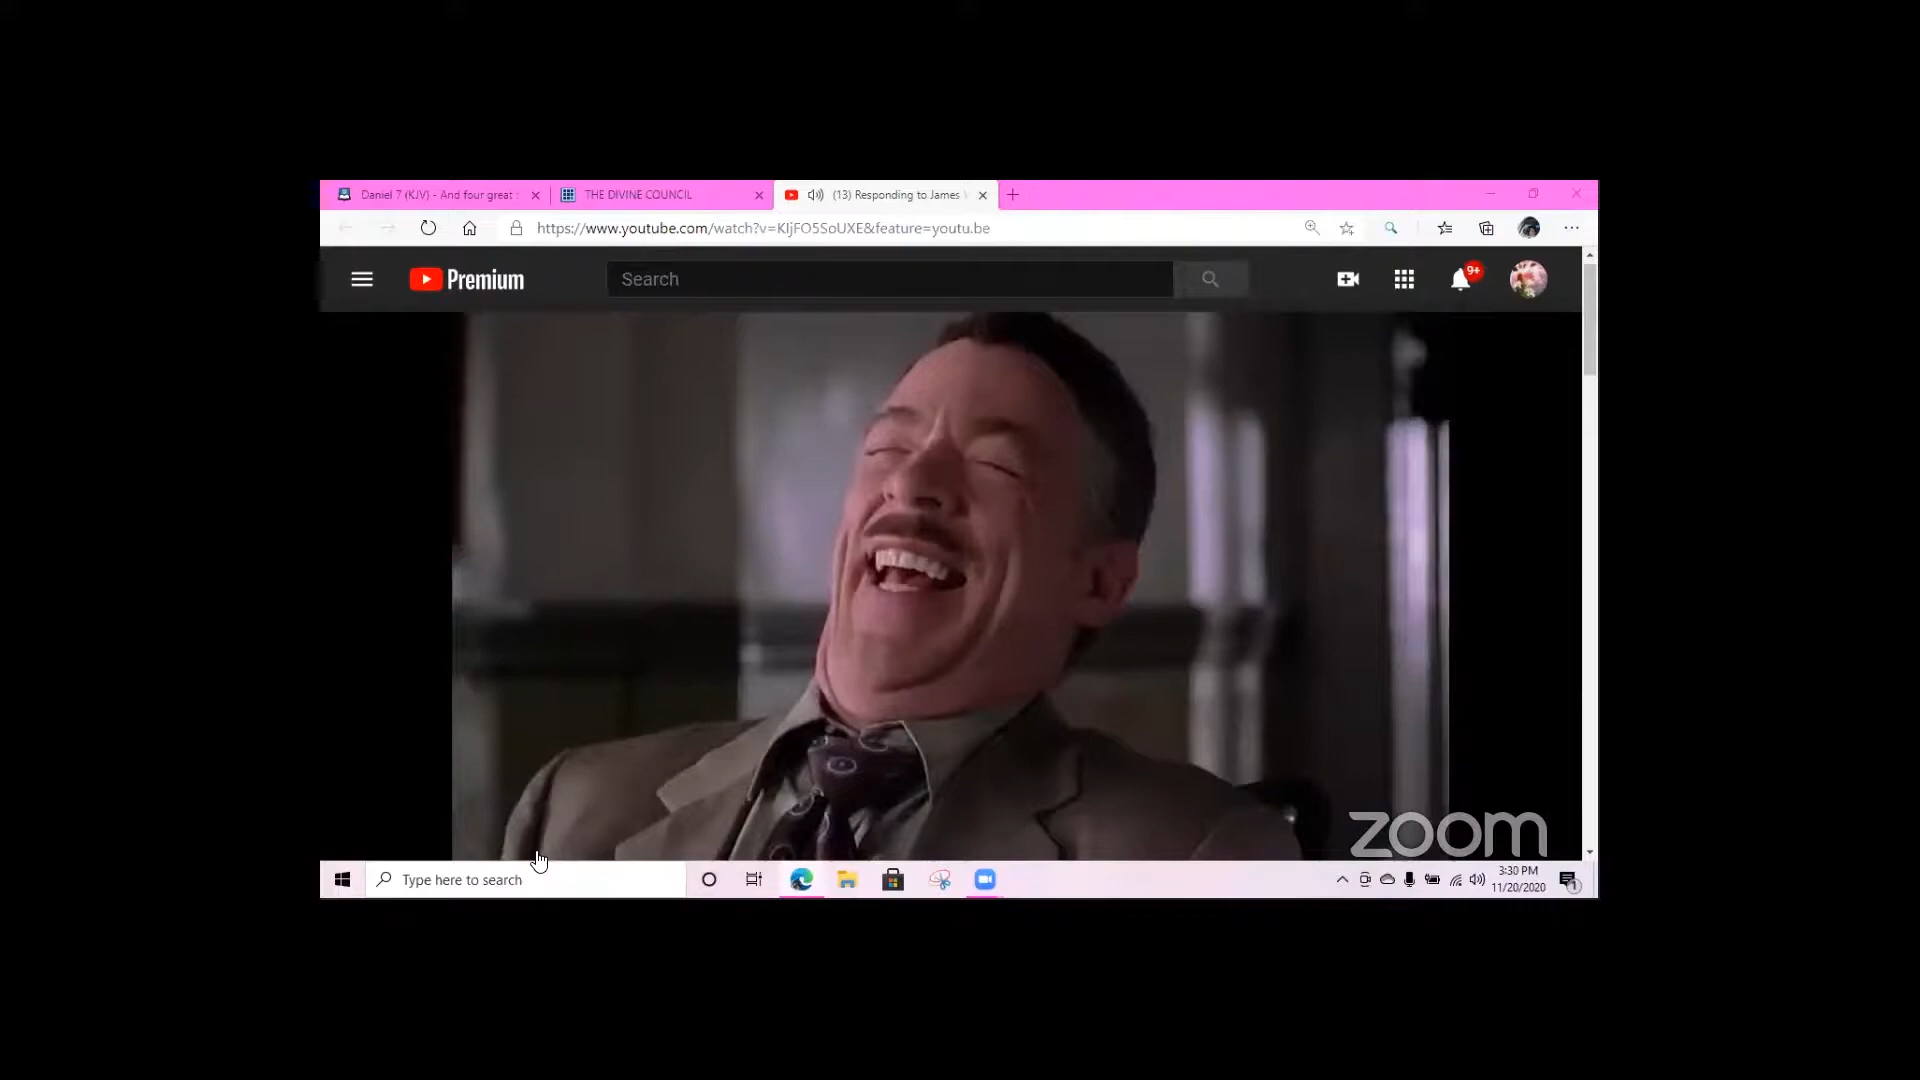 Daniel 7 (KJV) - And four great
THE DIVINE COUNCIL
(13) Responding to James
https://www.youtube.com/watch?v=KIjFO5SoUXE&feature=youtu.be
Premium
Search
9+
zoom
Type here to search
3:30 PM
11/20/2020
1